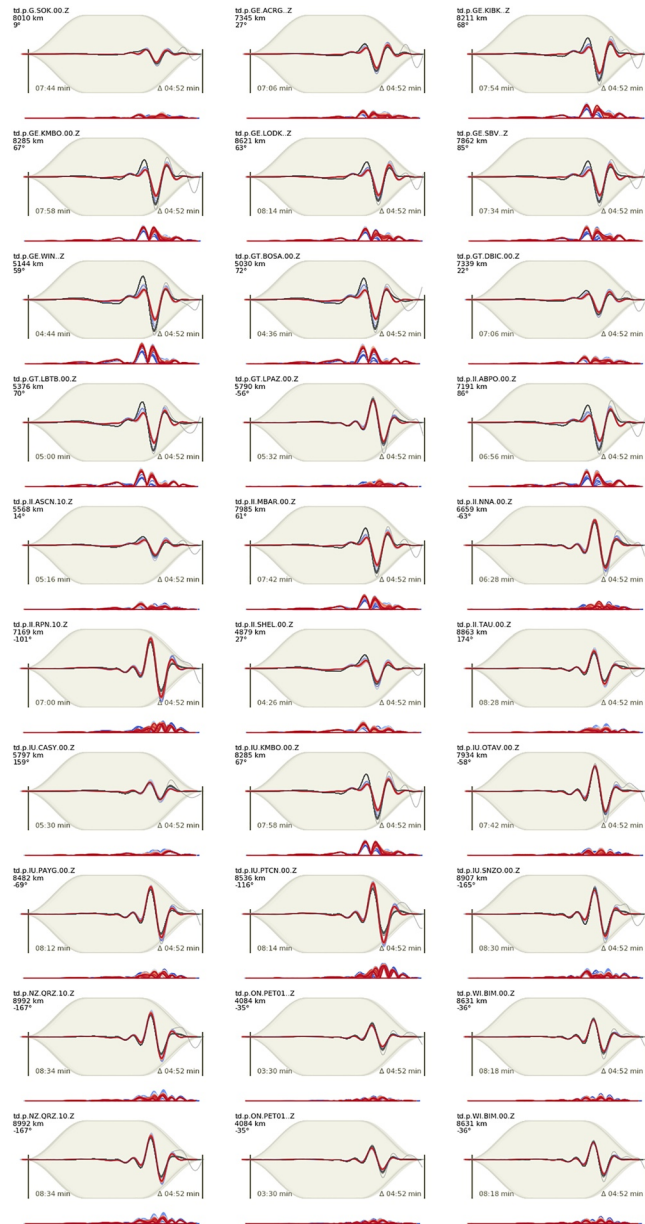 td.p.G.SOK.00.Z
8010 km
9°
07:44 min
Δ 04:52 min
td.p.GE.ACRG..Z
7345 km
27°
07:06 min
Δ 04:52 min
td.p.GE.KIBK..Z
8211 km
68°
07:54 min
Δ 04:52 min
td.p.GE.KMBO.00.Z
8285 km
67°
07:58 min
Δ 04:52 min
td.p.GE.LODK..Z
8621 km
63°
08:14 min
Δ 04:52 min
td.p.GE.SBV..Z
7862 km
85°
07:34 min
Δ 04:52 min
td.p.GE.WIN..Z
5144 km
59°
04:44 min
Δ 04:52 min
td.p.GT.BOSA.00.Z
5030 km
72°
04:36 min
Δ 04:52 min
td.p.GT.DBIC.00.Z
7339 km
22°
07:06 min
Δ 04:52 min
td.p.GT.LBTB.00.Z
5376 km
70°
05:00 min
Δ 04:52 min
td.p.GT.LPAZ.00.Z
5790 km
-56°
05:32 min
Δ 04:52 min
td.p.II.ABPO.00.Z
7191 km
86°
06:56 min
Δ 04:52 min
td.p.II.ASCN.10.Z
5568 km
14°
05:16 min
Δ 04:52 min
td.p.II.MBAR.00.Z
7985 km
61°
07:42 min
Δ 04:52 min
td.p.II.NNA.00.Z
6659 km
-63°
06:28 min
Δ 04:52 min
td.p.II.RPN.10.Z
7169 km
-101°
07:00 min
Δ 04:52 min
td.p.II.SHEL.00.Z
4879 km
27°
04:26 min
Δ 04:52 min
td.p.II.TAU.00.Z
8863 km
174°
08:28 min
Δ 04:52 min
td.p.IU.CASY.00.Z
5797 km
159°
05:30 min
Δ 04:52 min
td.p.IU.KMBO.00.Z
8285 km
67°
07:58 min
Δ 04:52 min
td.p.IU.OTAV.00.Z
7934 km
-58°
07:42 min
Δ 04:52 min
td.p.IU.PAYG.00.Z
8482 km
-69°
08:12 min
Δ 04:52 min
td.p.IU.PTCN.00.Z
8536 km
-116°
08:14 min
Δ 04:52 min
td.p.IU.SNZO.00.Z
8907 km
-165°
08:30 min
Δ 04:52 min
td.p.NZ.QRZ.10.Z
8992 km
-167°
08:34 min
Δ 04:52 min
td.p.ON.PET01..Z
4084 km
-35°
03:30 min
Δ 04:52 min
td.p.WI.BIM.00.Z
8631 km
-36°
08:18 min
Δ 04:52 min
td.p.NZ.QRZ.10.Z
8992 km
-167°
08:34 min
Δ 04:52 min
td.p.ON.PET01..Z
4084 km
-35°
03:30 min
Δ 04:52 min
td.p.WI.BIM.00.Z
8631 km
-36°
08:18 min
Δ 04:52 min